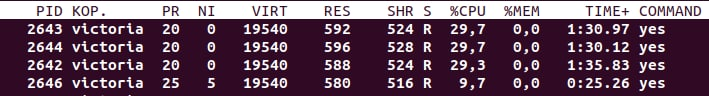 PID KOP. PR NI VIRT RES SHR S %CPU %MEM TIME+ COMMAND
2643 victoria 20 0 19540 592 524 R 29,7 0,0 1:30.97 yes
2644 victoria 20 0 19540 596 528 R 29,7 0,0 1:30.12 yes
2642 victoria 20 0 19540 588 524 R 29,3 0,0 1:35.83 yes
2646 victoria 25 5 19540 580 516 R 9,7 0,0 0:25.26 yes